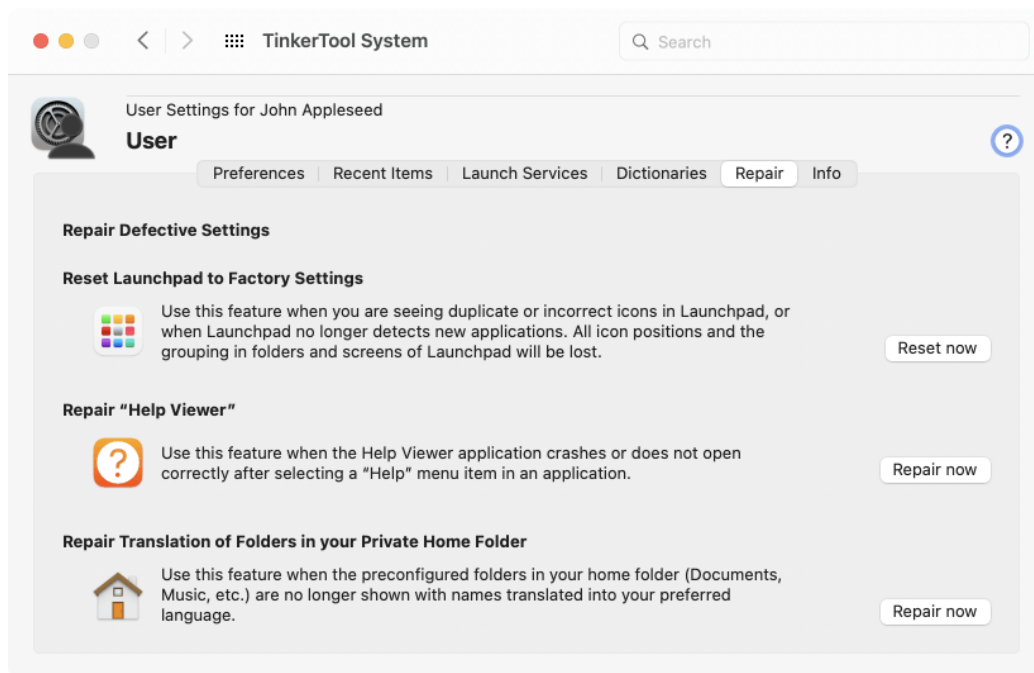 TinkerTool System
Search
User Settings for John Appleseed
User
?
Preferences
Recent Items
Launch Services
Dictionaries
Repair
Info
Repair Defective Settings
Reset Launchpad to Factory Settings
Use this feature when you are seeing duplicate or incorrect icons in Launchpad, or
when Launchpad no longer detects new applications. All icon positions and the
grouping in folders and screens of Launchpad will be lost.
Reset now
Repair “Help Viewer”
?
Use this feature when the Help Viewer application crashes or does not open
correctly after selecting a “Help” menu item in an application.
Repair now
Repair Translation of Folders in your Private Home Folder
Use this feature when the preconfigured folders in your home folder (Documents,
Music, etc.) are no longer shown with names translated into your preferred
language.
Repair now